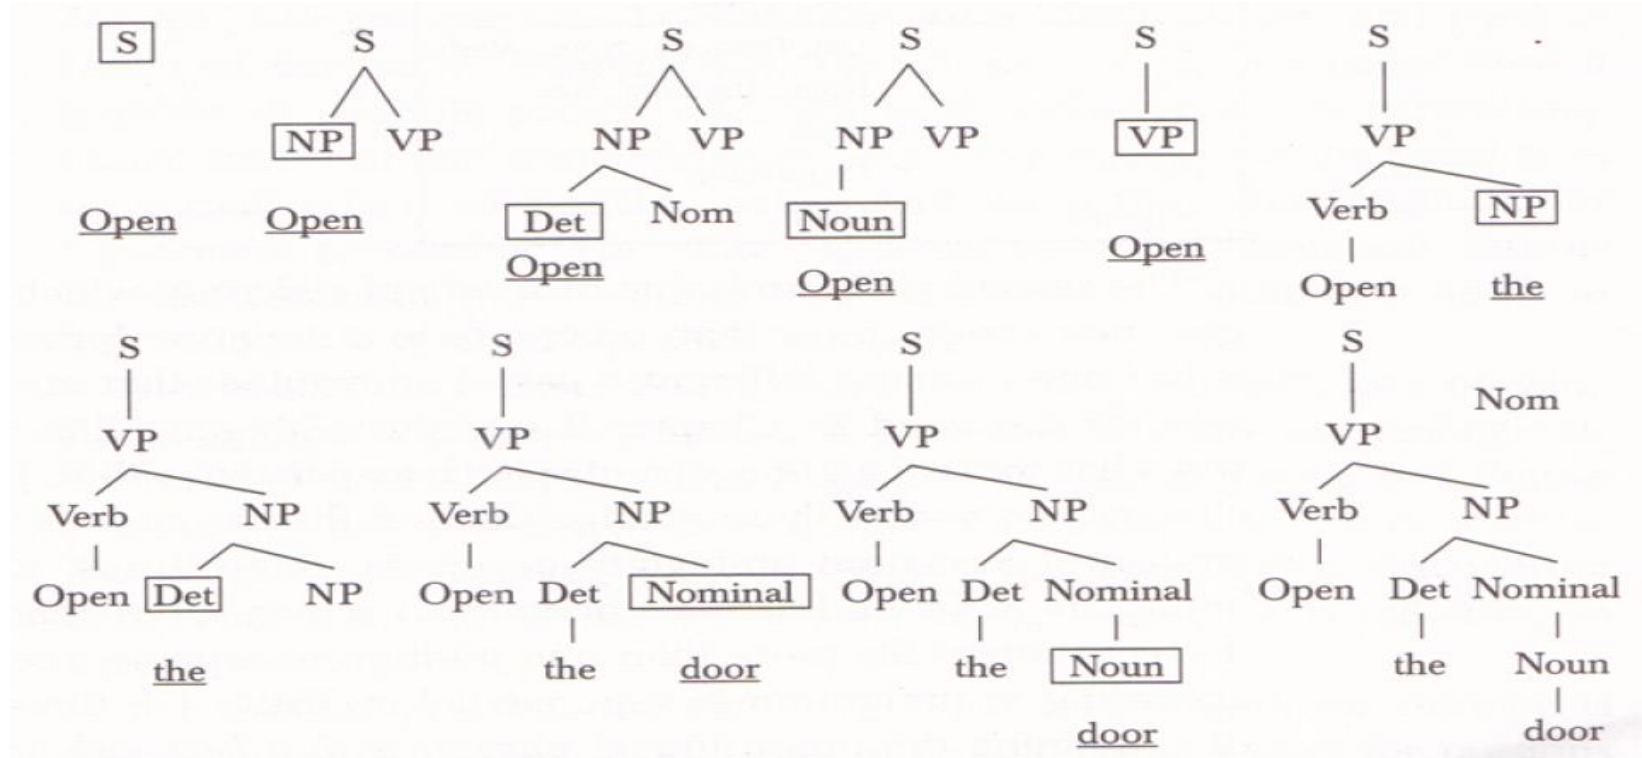 S S S S S S
NP VP NP VP NP VP VP VP
Open Open Det Nom Noun Verb NP
Open Open Open Open the
S S S S
Nom
VP VP VP VP
Verb NP Verb NP Verb NP Verb NP
Open Det NP Open Det Nominal Open Det Nominal Open Det Nominal
the the door the Noun the Noun
door door